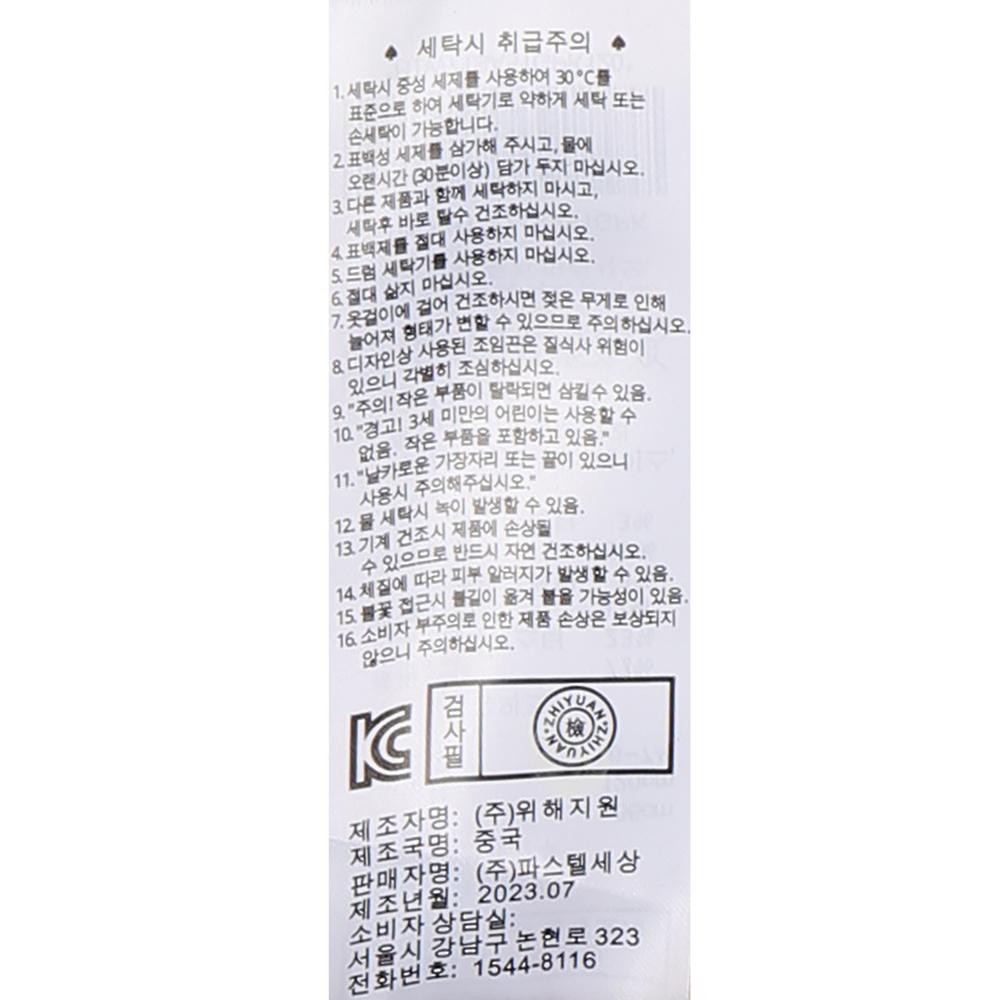 ♠ 세탁시 취급주의 ♠
1. 세탁시 중성 세제를 사용하여 30℃를
표준으로 하여 세탁기로 약하게 세탁 또는
손세탁이 가능합니다.
2. 표백성 세제를 삼가해 주시고, 물에
오랜시간 (30분이상) 담가 두지 마십시오.
3. 다른 제품과 함께 세탁하지 마시고,
세탁후 바로 탈수 건조하십시오.
4. 표백제를 절대 사용하지 마십시오.
5. 드럼 세탁기를 사용하지 마십시오.
6. 절대 삶지 마십시오.
7. 옷걸이에 걸어 건조하시면 젖은 무게로 인해
늘어져 형태가 변할 수 있으므로 주의하십시오.
8. 디자인상 사용된 조임끈은 질식사 위험이
있으니 각별히 조심하십시오.
9. "주의! 작은 부품이 탈락되면 삼킬수 있음.
10. "경고! 3세 미만의 어린이는 사용할 수
없음. 작은 부품을 포함하고 있음."
11. "날카로운 가장자리 또는 끝이 있으니
사용시 주의해주십시오."
12. 물 세탁시 녹이 발생할 수 있음.
13. 기계 건조시 제품에 손상될
수 있으므로 반드시 자연 건조하십시오.
14. 체질에 따라 피부 알러지가 발생할 수 있음.
15. 불꽃 접근시 불길이 옮겨 붙을 가능성이 있음.
16. 소비자 부주의로 인한 제품 손상은 보상되지
않으니 주의하십시오.
KC
검사필
ZHIYUAN·ZHIYUAN·
檢
제조자명: (주)위해지원
제조국명: 중국
판매자명: (주)파스텔세상
제조년월: 2023.07
소비자 상담실:
서울시 강남구 논현로 323
전화번호: 1544-8116